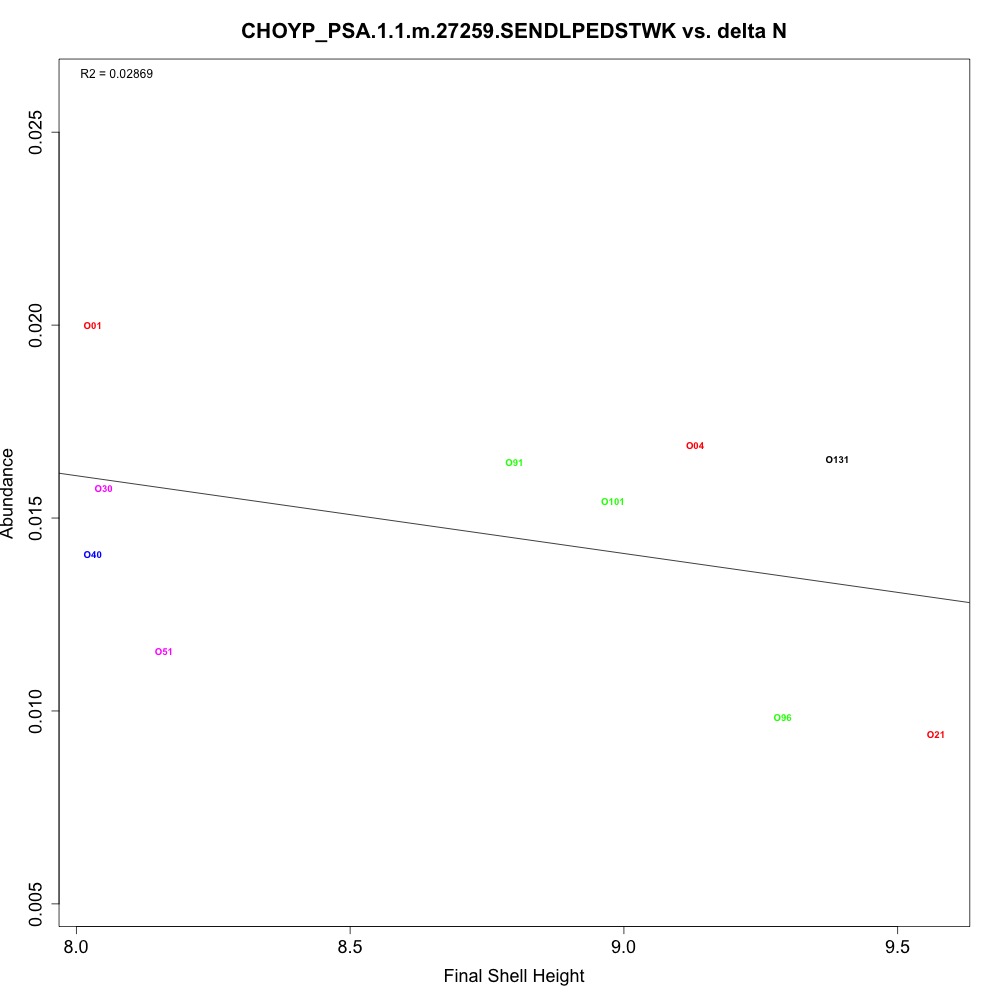 CHOYP_PSA.1.1.m.27259.SENDLPEDSTWK vs. delta N
R2 = 0.02869
0.025
0.020
0.015
0.010
0.005
Abundance
O01
O04
O131
O91
O30
O101
O40
O51
O96
O21
8.0 8.5 9.0 9.5
Final Shell Height